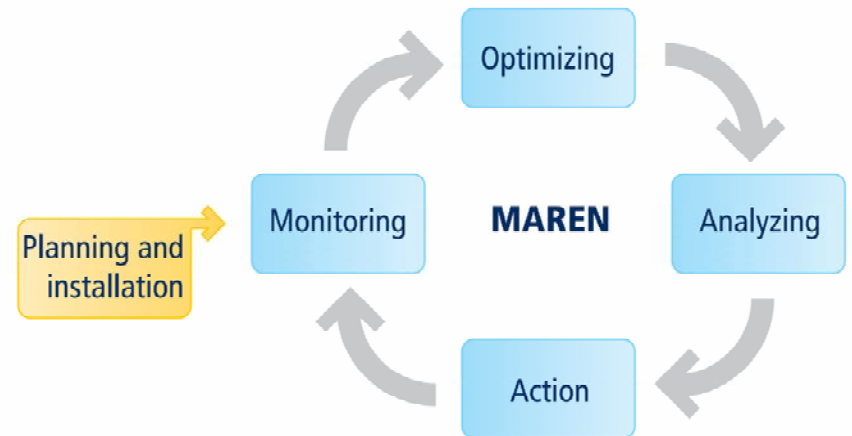 Optimizing
Monitoring
MAREN
Analyzing
Planning and
installation
Action